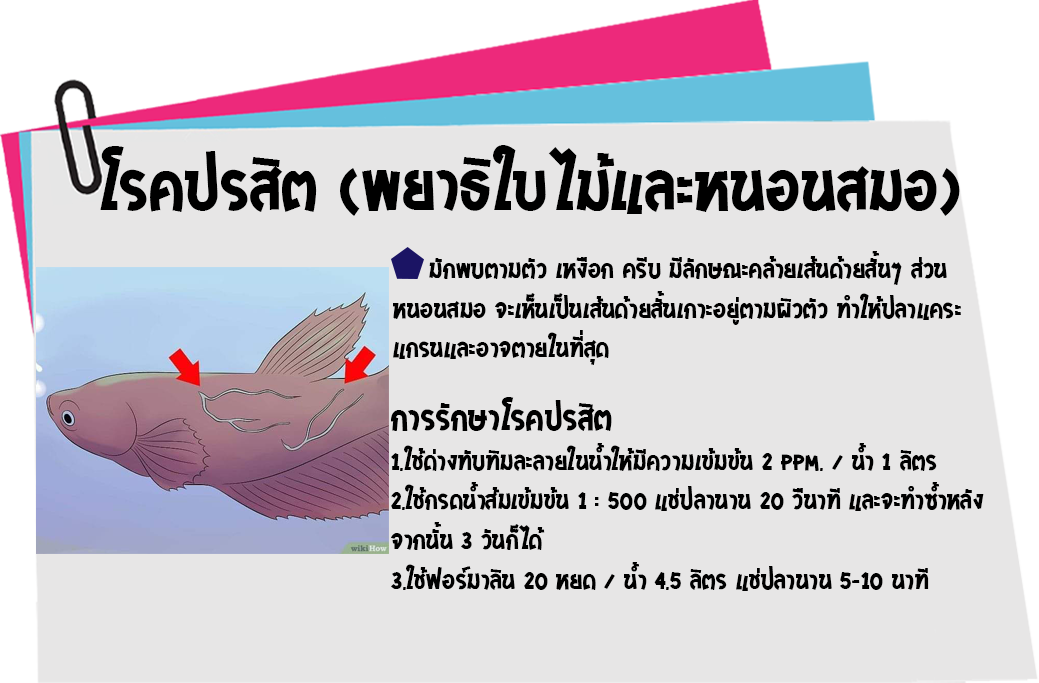 โรคปรสิต (พยาธิใบไม้และหนอนสมอ)
มักพบตามตัว เหงือก ครีบ มีลักษณะคล้ายเส้นด้ายสั้นๆ ส่วน
หนอนสมอ จะเห็นเป็นเส้นด้ายสั้นเกาะอยู่ตามผิวตัว ทำให้ปลาแคระ
แกรนและอาจตายในที่สุด
การรักษาโรคปรสิต
1.ใช้ด่างทับทิมละลายในน้ำให้มีความเข้มข้น 2 PPM. / น้ำ 1 ลิตร
2.ใช้กรดน้ำส้มเข้มข้น 1 : 500 แช่ปลานาน 20 วินาที และจะทำซ้ำหลัง
จากนั้น 3 วันก็ได้
3.ใช้ฟอร์มาลิน 20 หยด / น้ำ 4.5 ลิตร แช่ปลานาน 5-10 นาที
wikiHow